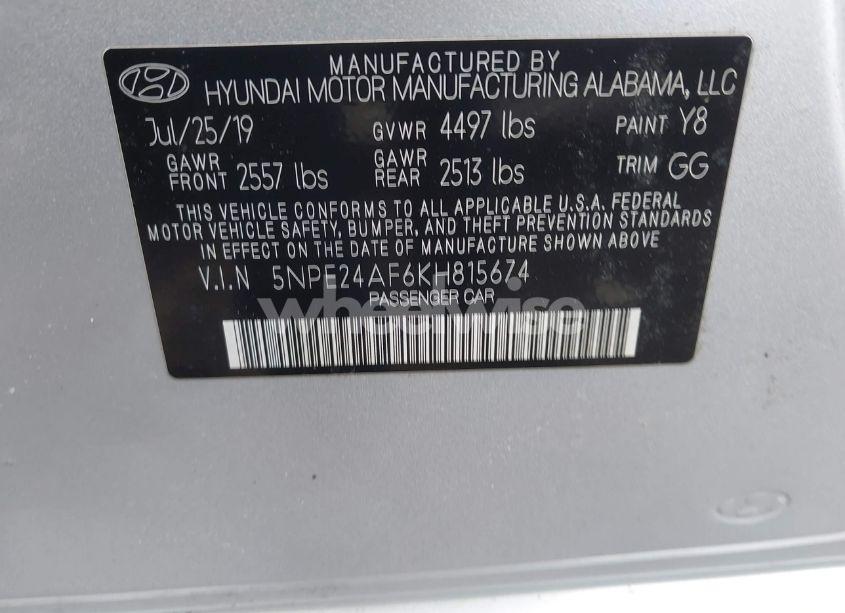 MANUFACTURED BY
HYUNDAI MOTOR MANUFACTURING ALABAMA, LLC
Jul/25/19 GVWR 4497 lbs PAINT Y8
GAWR FRONT 2557 lbs GAWR REAR 2513 lbs TRIM GG
THIS VEHICLE CONFORMS TO ALL APPLICABLE U.S.A. FEDERAL
MOTOR VEHICLE SAFETY, BUMPER, AND THEFT PREVENTION STANDARDS
IN EFFECT ON THE DATE OF MANUFACTURE SHOWN ABOVE
V.I.N 5NPE24AF6KH815674
PASSENGER CAR
wheelwise